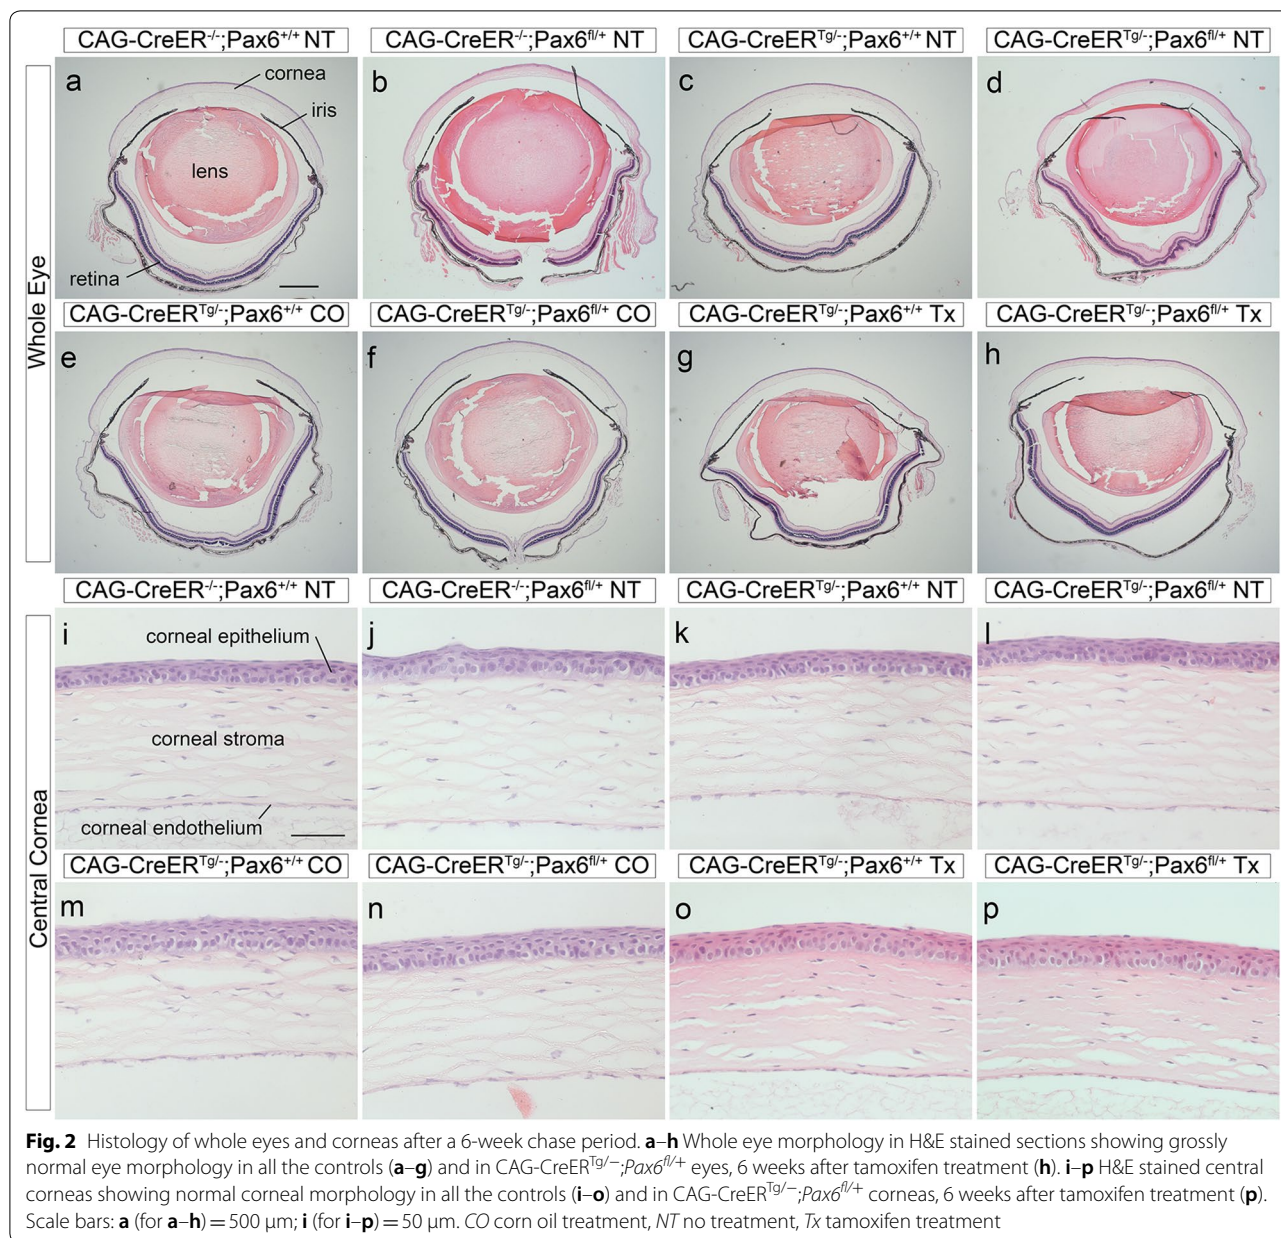 CAG-CreER-/-;Pax6+/+ NT
CAG-CreER-/-;Pax6fl/+ NT
CAG-CreERTg/-;Pax6+/+ NT
CAG-CreERTg/-;Pax6fl/+ NT
Whole Eye
a
cornea
iris
lens
retina
b
c
d
CAG-CreERTg/-;Pax6+/+ CO
CAG-CreERTg/-;Pax6fl/+ CO
CAG-CreERTg/-;Pax6+/+ Tx
CAG-CreERTg/-;Pax6fl/+ Tx
e
f
g
h
CAG-CreER-/-;Pax6+/+ NT
CAG-CreER-/-;Pax6fl/+ NT
CAG-CreERTg/-;Pax6+/+ NT
CAG-CreERTg/-;Pax6fl/+ NT
Central Cornea
i
corneal epithelium
corneal stroma
corneal endothelium
j
k
l
CAG-CreERTg/-;Pax6+/+ CO
CAG-CreERTg/-;Pax6fl/+ CO
CAG-CreERTg/-;Pax6+/+ Tx
CAG-CreERTg/-;Pax6fl/+ Tx
m
n
o
p
Fig. 2 Histology of whole eyes and corneas after a 6-week chase period. a–h Whole eye morphology in H&E stained sections showing grossly
normal eye morphology in all the controls (a–g) and in CAG-CreERTg/−;Pax6fl/+ eyes, 6 weeks after tamoxifen treatment (h). i–p H&E stained central
corneas showing normal corneal morphology in all the controls (i–o) and in CAG-CreERTg/−;Pax6fl/+ corneas, 6 weeks after tamoxifen treatment (p).
Scale bars: a (for a–h) = 500 μm; i (for i–p) = 50 μm. CO corn oil treatment, NT no treatment, Tx tamoxifen treatment